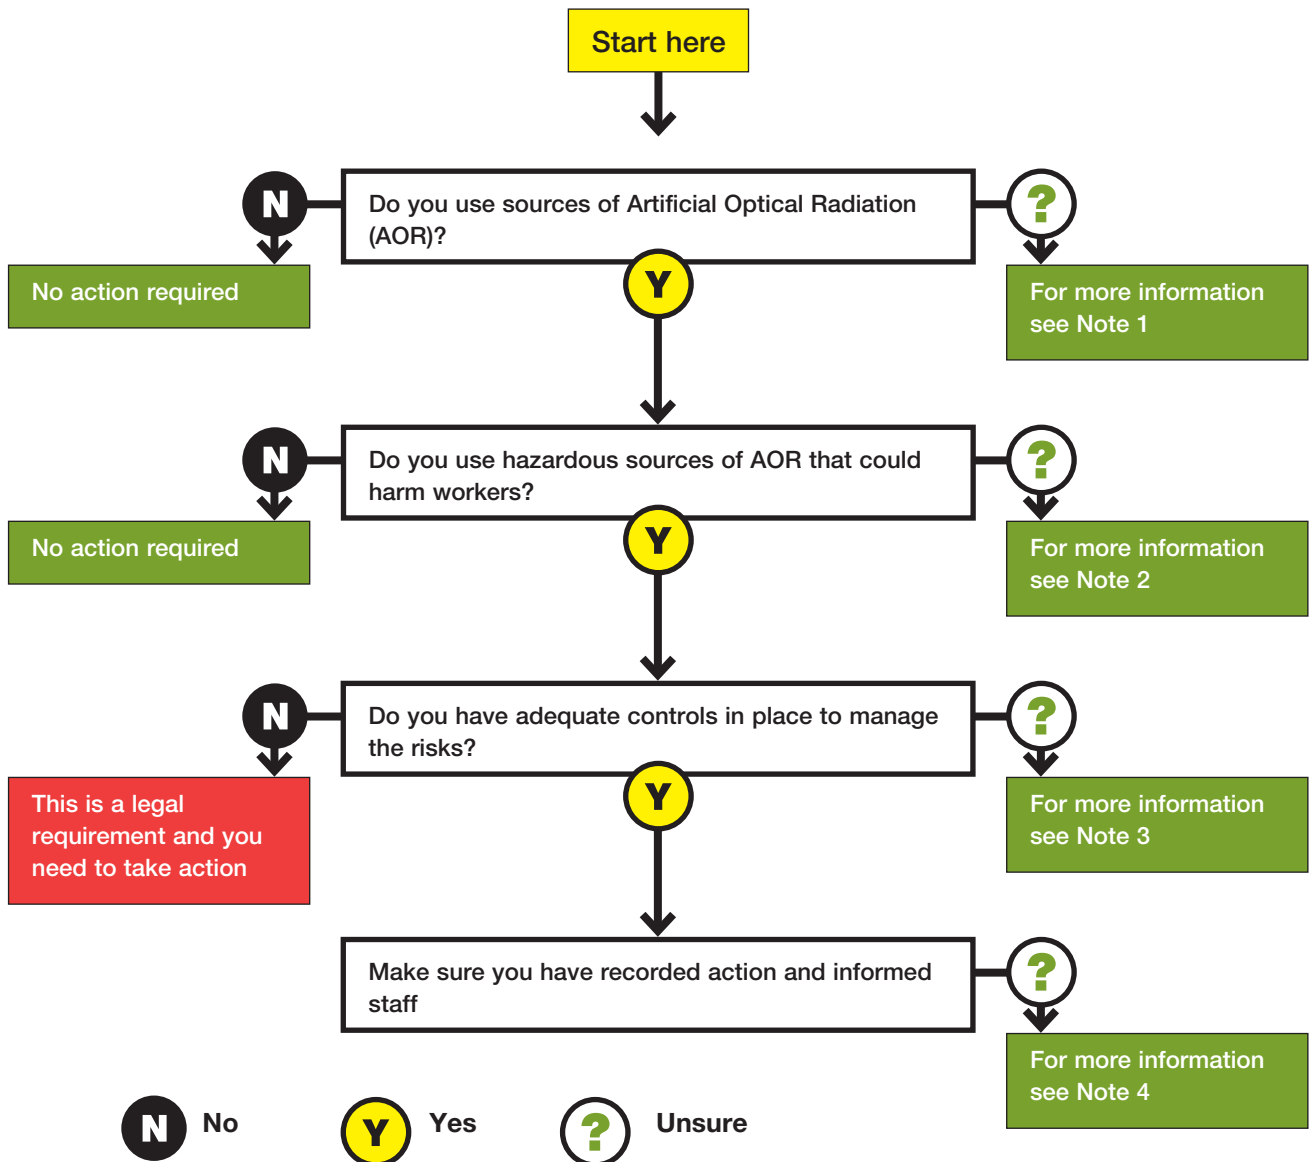 Start here
N
Do you use sources of Artificial Optical Radiation
(AOR)?
?
Y
No action required
For more information
see Note 1
N
Do you use hazardous sources of AOR that could
harm workers?
?
Y
No action required
For more information
see Note 2
N
Do you have adequate controls in place to manage
the risks?
?
Y
This is a legal
requirement and you
need to take action
For more information
see Note 3
Make sure you have recorded action and informed
staff
?
For more information
see Note 4
N No
Y Yes
? Unsure